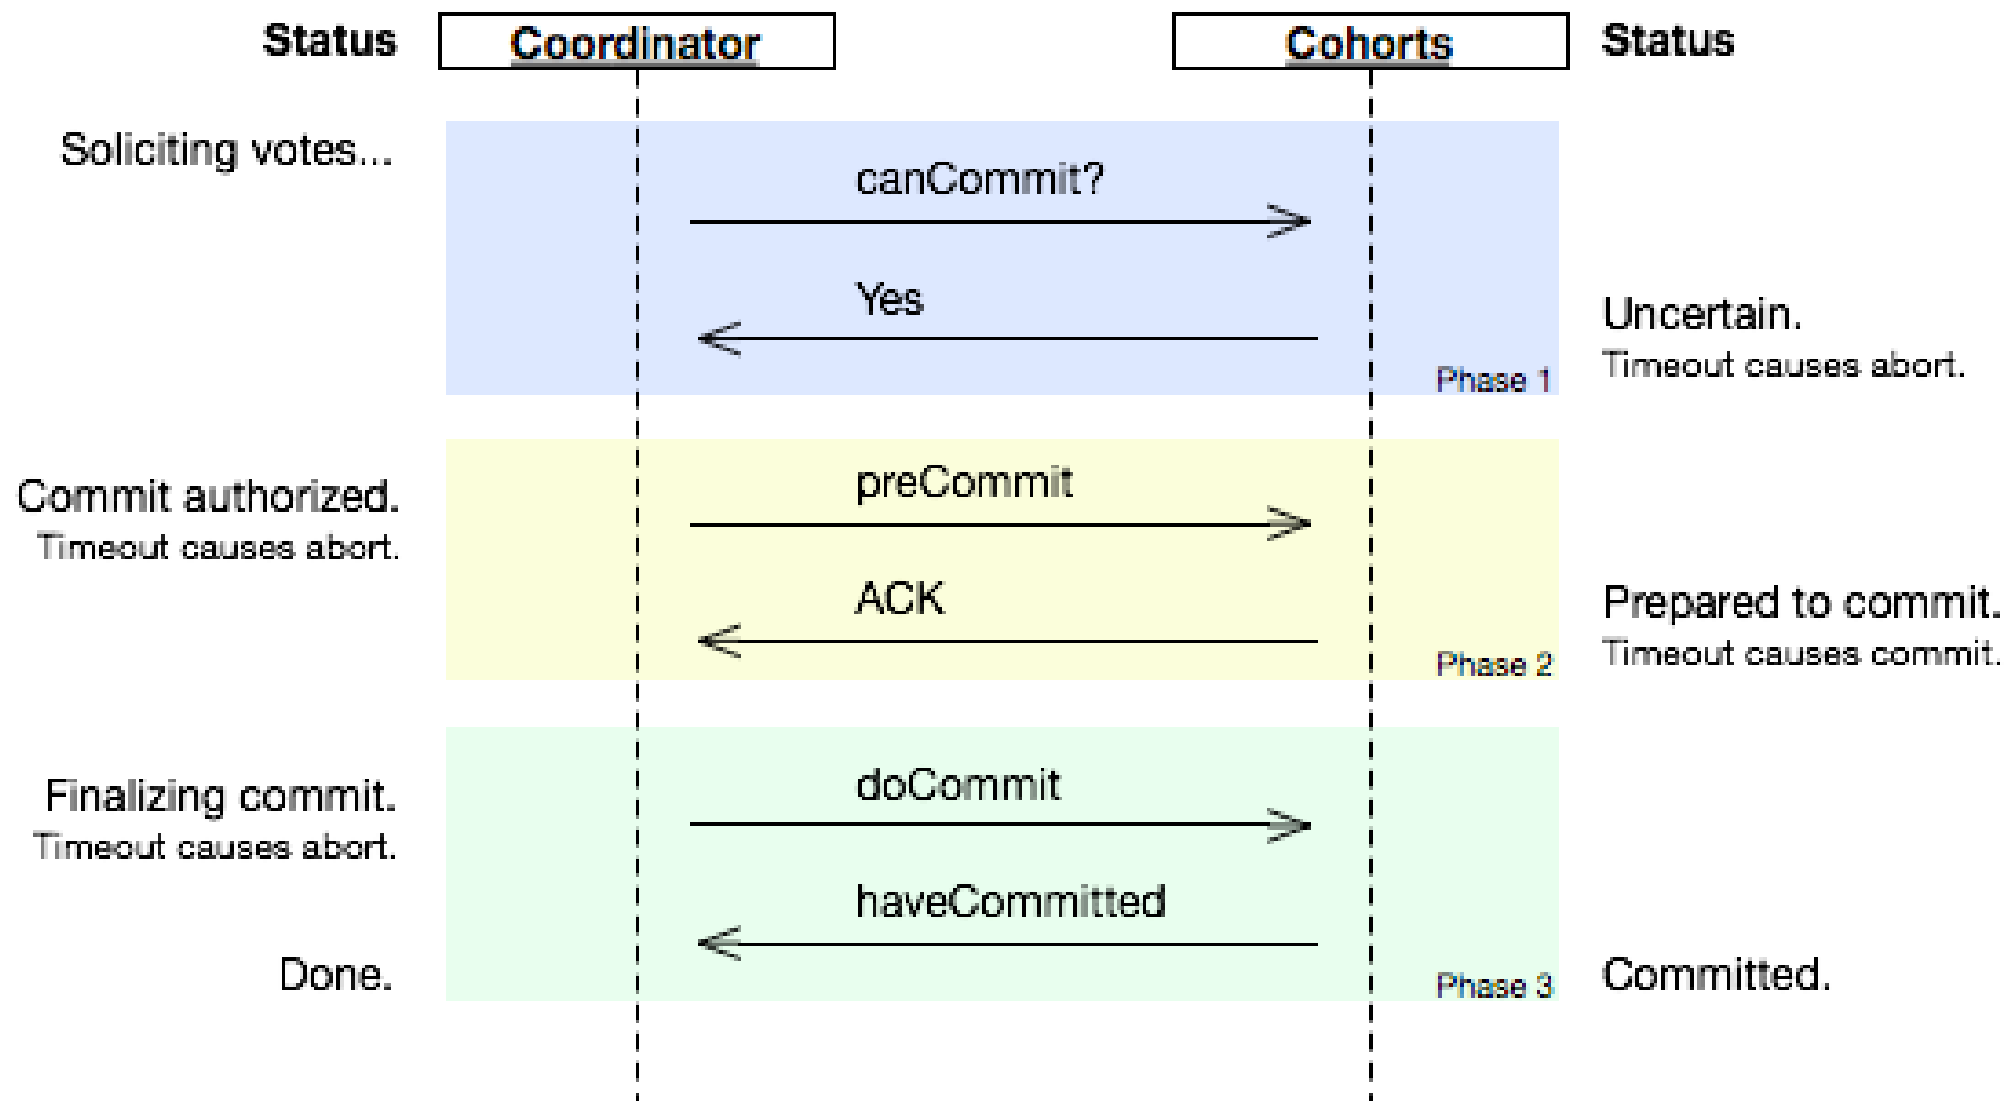 Status Coordinator Cohorts Status
Soliciting votes...
canCommit?
Yes
Uncertain.
Timeout causes abort.
Phase 1
Commit authorized.
Timeout causes abort.
preCommit
ACK
Prepared to commit.
Timeout causes commit.
Phase 2
Finalizing commit.
Timeout causes abort.
doCommit
haveCommitted
Done.
Committed.
Phase 3